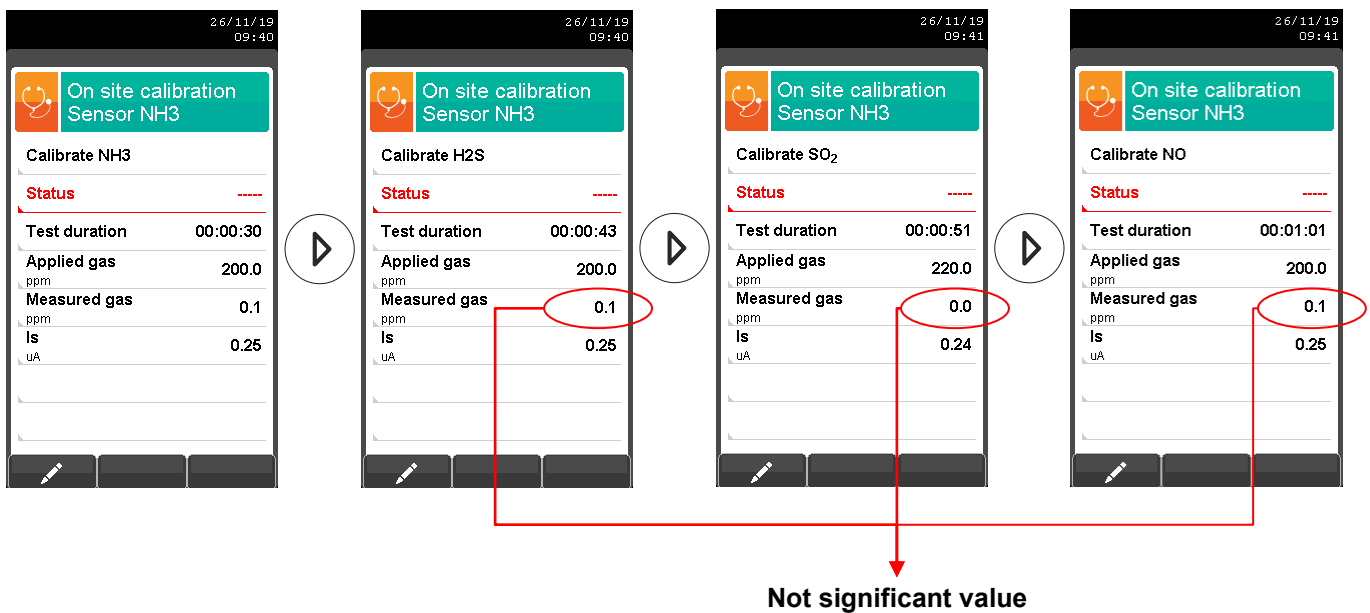 26/11/19
09:40
On site calibration
Sensor NH3
Calibrate NH3
Status -----
Test duration 00:00:30
Applied gas 200.0
ppm
Measured gas 0.1
ppm
Is 0.25
uA
26/11/19
09:40
On site calibration
Sensor NH3
Calibrate H2S
Status -----
Test duration 00:00:43
Applied gas 200.0
ppm
Measured gas 0.1
ppm
Is 0.25
uA
26/11/19
09:41
On site calibration
Sensor NH3
Calibrate SO₂
Status -----
Test duration 00:00:51
Applied gas 220.0
ppm
Measured gas 0.0
ppm
Is 0.24
uA
26/11/19
09:41
On site calibration
Sensor NH3
Calibrate NO
Status -----
Test duration 00:01:01
Applied gas 200.0
ppm
Measured gas 0.1
ppm
Is 0.25
uA
Not significant value